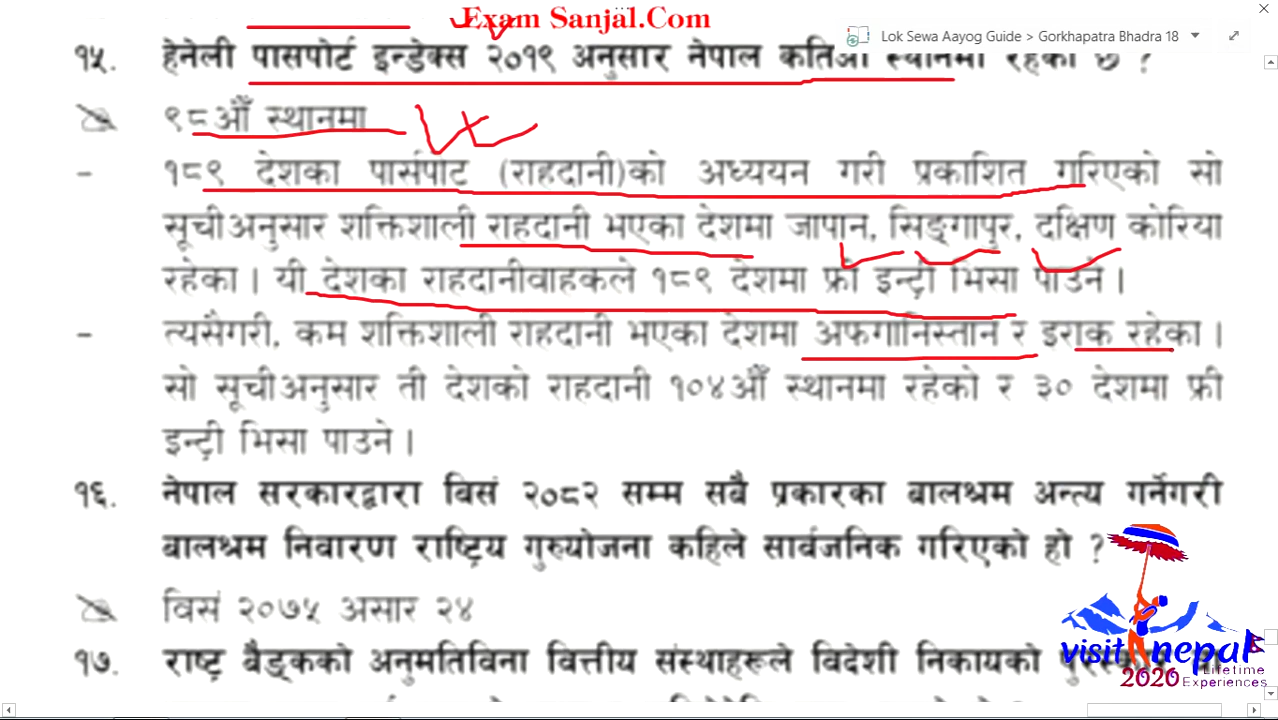 Exam Sanjal.Com
Lok Sewa Aayog Guide > Gorkhapatra Bhadra 18
१५. हेनेली पासपोर्ट इन्डेक्स २०१९ अनुसार नेपाल कतिऔं स्थानमा रहेको छ ?
९८औँ स्थानमा
- १८९ देशका पार्सपोट (राहदानी)को अध्ययन गरी प्रकाशित गरिएको सो
सूचीअनुसार शक्तिशाली राहदानी भएका देशमा जापान, सिङ्गापुर, दक्षिण कोरिया
रहेका । यी देशका राहदानीवाहकले १८९ देशमा फ्री इन्ट्री भिसा पाउने ।
- त्यसैगरी, कम शक्तिशाली राहदानी भएका देशमा अफगानिस्तान र इराक रहेका ।
सो सूचीअनुसार ती देशको राहदानी १०४औँ स्थानमा रहेको र ३० देशमा फ्री
इन्ट्री भिसा पाउने ।
१६. नेपाल सरकारद्वारा विसं २०८२ सम्म सबै प्रकारका बालश्रम अन्त्य गर्नेगरी
बालश्रम निवारण राष्ट्रिय गुरुयोजना कहिले सार्वजनिक गरिएको हो ?
विसं २०७५ असार २४
१७. राष्ट्र बैङ्कको अनुमतिविना वित्तीय संस्थाहरूले विदेशी निकायको
visit nepal
2020 Lifetime
Experiences